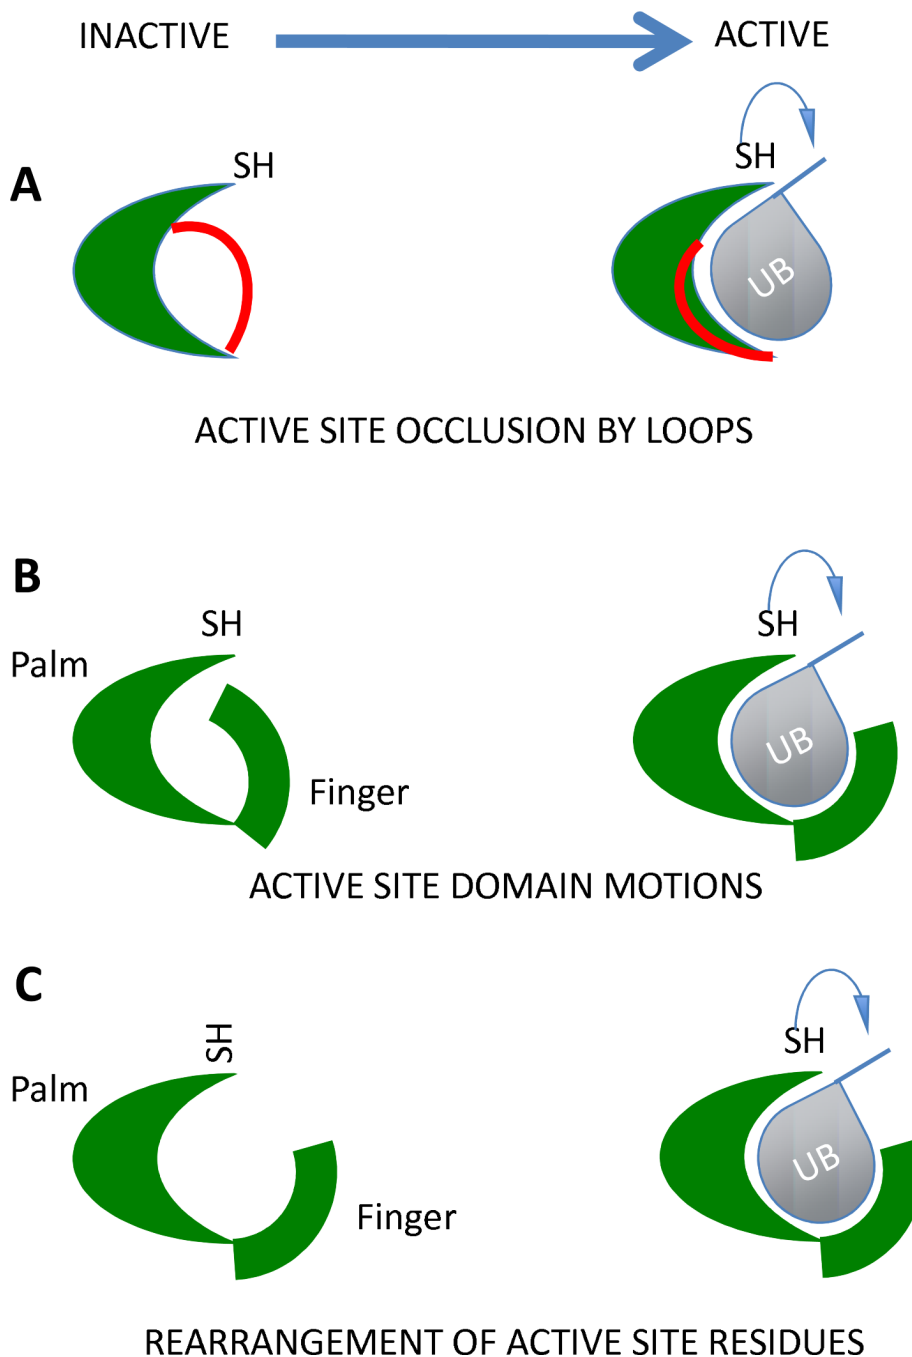 INACTIVE ACTIVE
A
SH SH
UB
ACTIVE SITE OCCLUSION BY LOOPS
B
SH SH
Palm
UB
Finger
ACTIVE SITE DOMAIN MOTIONS
C
SH SH
Palm
UB
Finger
REARRANGEMENT OF ACTIVE SITE RESIDUES